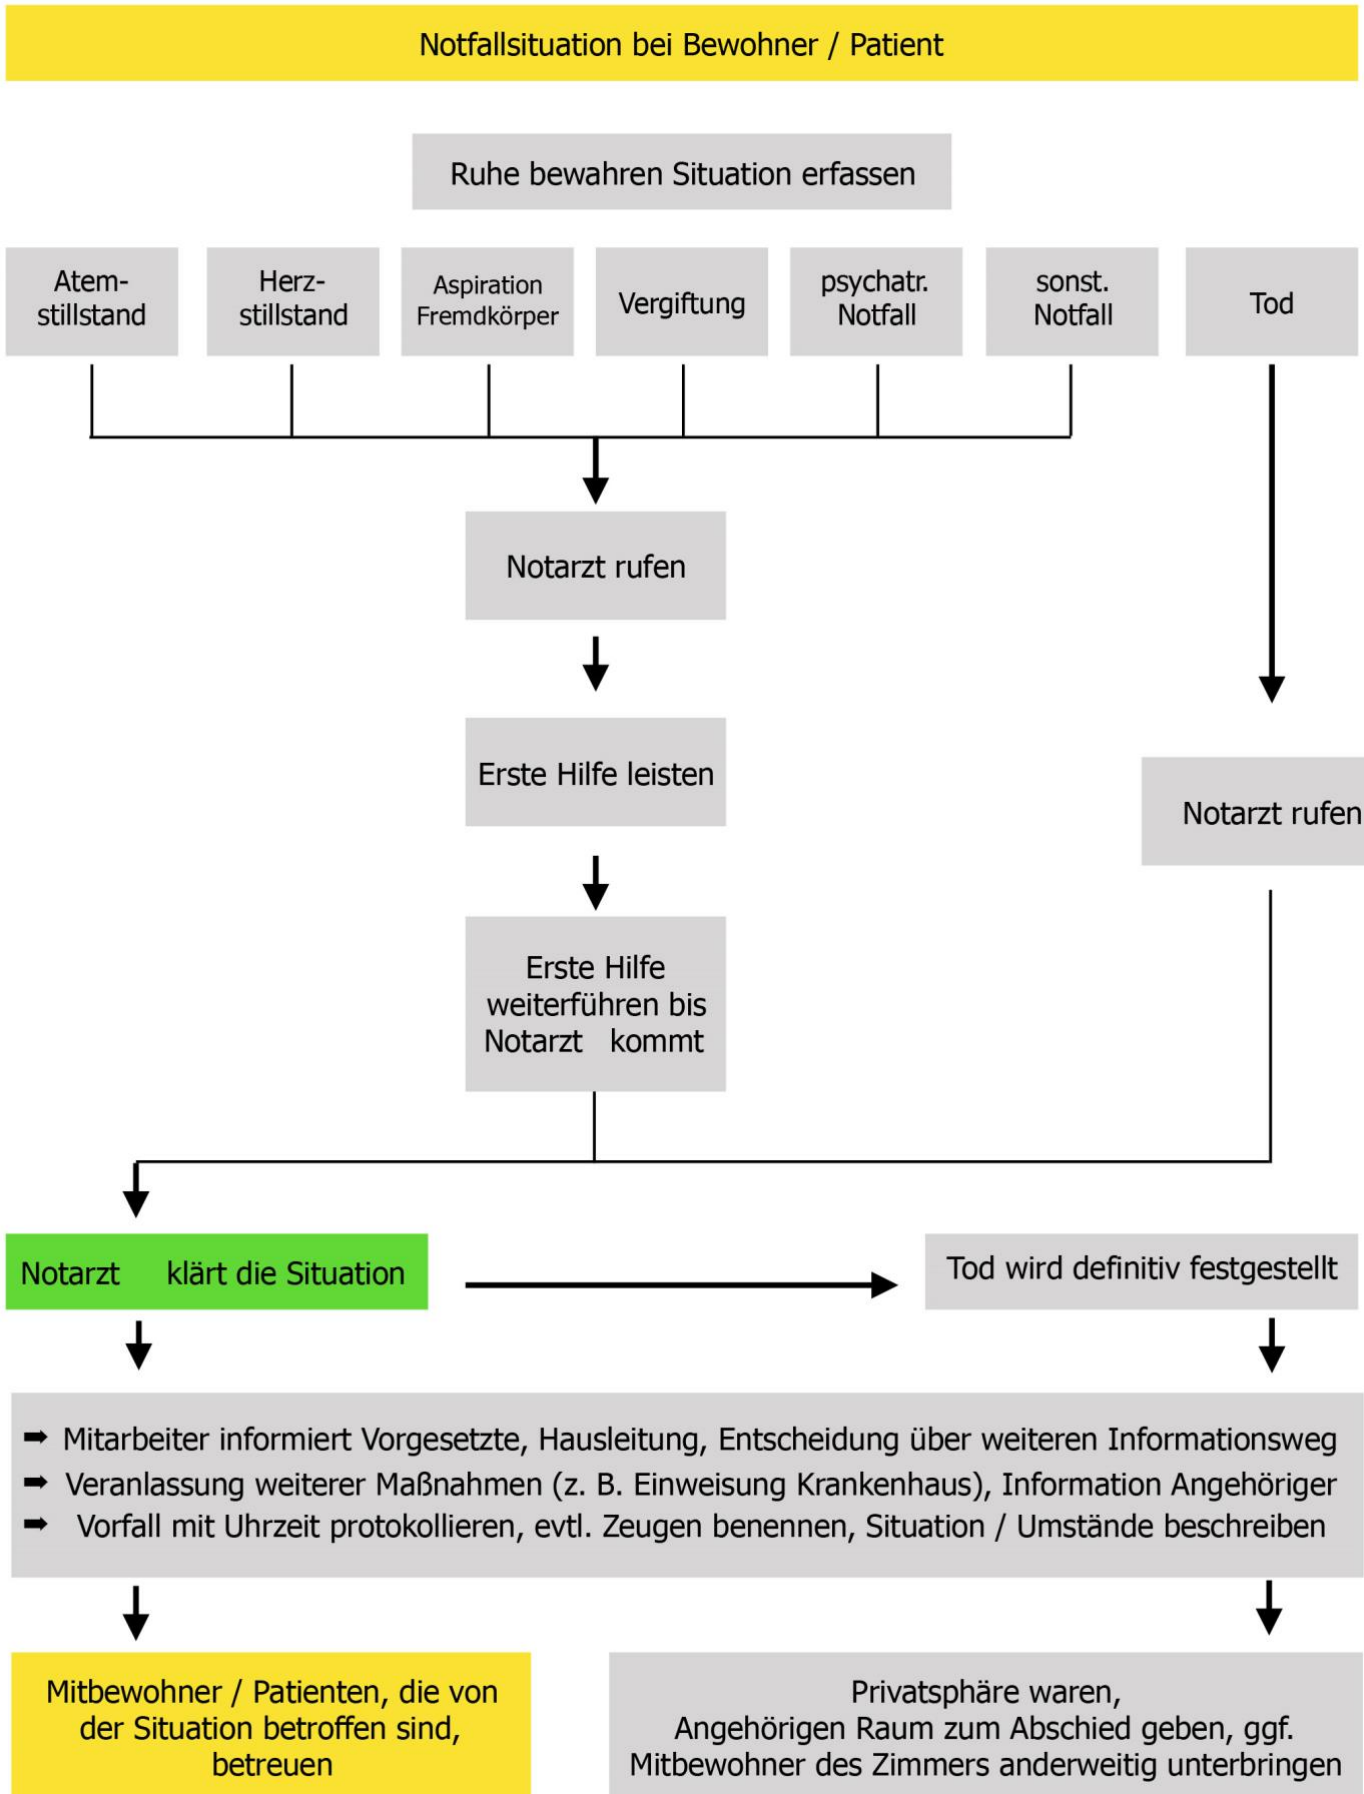 Notfallsituation bei Bewohner / Patient
Ruhe bewahren Situation erfassen
Atem-
stillstand
Herz-
stillstand
Aspiration
Fremdkörper
Vergiftung
psychatr.
Notfall
sonst.
Notfall
Tod
Notarzt rufen
Erste Hilfe leisten
Notarzt rufen
Erste Hilfe
weiterführen bis
Notarzt kommt
Notarzt klärt die Situation
Tod wird definitiv festgestellt
➡ Mitarbeiter informiert Vorgesetzte, Hausleitung, Entscheidung über weiteren Informationsweg
➡ Veranlassung weiterer Maßnahmen (z. B. Einweisung Krankenhaus), Information Angehöriger
➡ Vorfall mit Uhrzeit protokollieren, evtl. Zeugen benennen, Situation / Umstände beschreiben
Mitbewohner / Patienten, die von
der Situation betroffen sind,
betreuen
Privatsphäre waren,
Angehörigen Raum zum Abschied geben, ggf.
Mitbewohner des Zimmers anderweitig unterbringen